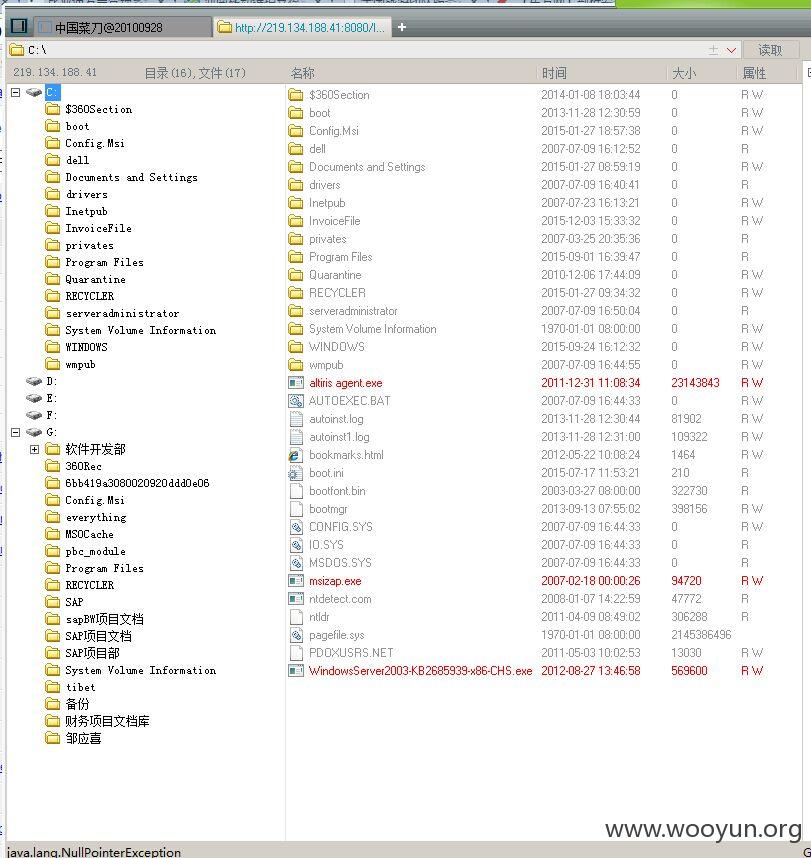 中国菜刀@20100928
http://219.134.188.41:8080/I...
C:\
读取
219.134.188.41 目录(16),文件(17) 名称 时间 大小 属性
C:
$360Section
boot
Config.Msi
dell
Documents and Settings
drivers
Inetpub
InvoiceFile
privates
Program Files
Quarantine
RECYCLER
serveradministrator
System Volume Information
WINDOWS
wmpub
D:
E:
F:
G:
软件开发部
360Rec
6bb419a3080020920ddd0e06
Config.Msi
everything
MSOCache
pbc_module
Program Files
RECYCLER
SAP
sapBW项目文档
SAP项目文档
SAP项目部
System Volume Information
tibet
备份
财务项目文档库
邹应喜
$360Section 2014-01-08 18:03:44 0 R W
boot 2013-11-28 12:30:59 0 R W
Config.Msi 2015-01-27 18:57:38 0 R W
dell 2007-07-09 16:12:52 0 R
Documents and Settings 2015-01-27 08:59:19 0 R W
drivers 2007-07-09 16:40:41 0 R
Inetpub 2007-07-23 16:13:21 0 R W
InvoiceFile 2015-12-03 15:33:32 0 R W
privates 2007-03-25 20:35:36 0 R
Program Files 2015-09-01 16:39:47 0 R
Quarantine 2010-12-06 17:44:09 0 R W
RECYCLER 2015-01-27 09:34:32 0 R W
serveradministrator 2007-07-09 16:50:04 0 R
System Volume Information 1970-01-01 08:00:00 0 R W
WINDOWS 2015-09-24 16:12:32 0 R W
wmpub 2007-07-09 16:44:55 0 R W
altiris agent.exe 2011-12-31 11:08:34 23143843 R W
AUTOEXEC.BAT 2007-07-09 16:44:33 0 R W
autoinst.log 2013-11-28 12:30:44 81902 R W
autoinst1.log 2013-11-28 12:31:00 109322 R W
bookmarks.html 2012-05-22 10:08:24 1464 R W
boot.ini 2015-07-17 11:53:21 210 R
bootfont.bin 2003-03-27 08:00:00 322730 R
bootmgr 2013-09-13 07:55:02 398156 R W
CONFIG.SYS 2007-07-09 16:44:33 0 R W
IO.SYS 2007-07-09 16:44:33 0 R
MSDOS.SYS 2007-07-09 16:44:33 0 R
msizap.exe 2007-02-18 00:00:26 94720 R W
ntdetect.com 2008-01-07 14:22:59 47772 R
ntldr 2011-04-09 08:49:02 306288 R
pagefile.sys 1970-01-01 08:00:00 2145386496
PDOXUSRS.NET 2011-05-03 10:02:53 13030 R W
WindowsServer2003-KB2685939-x86-CHS.exe 2012-08-27 13:46:58 569600 R W
www.wooyun.org
java.lang.NullPointerException